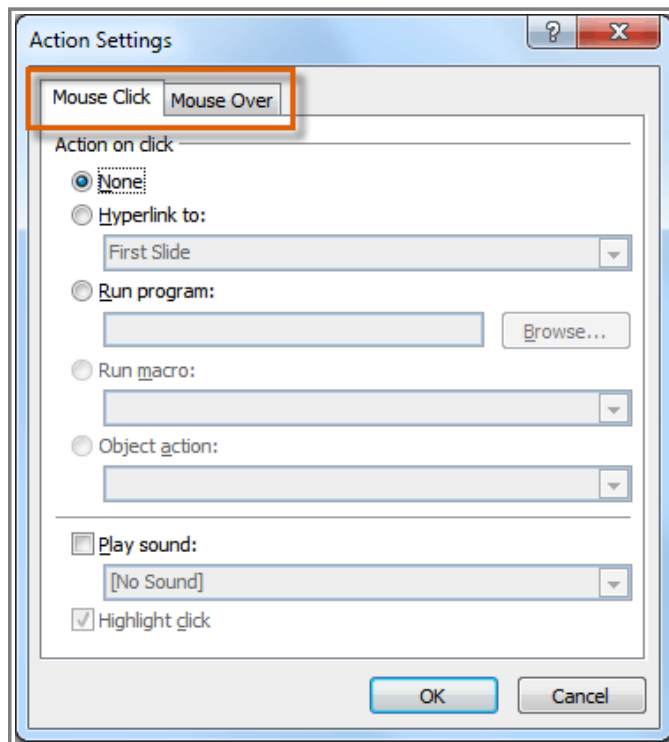 Action Settings
?
Mouse Click Mouse Over
Action on click
None
Hyperlink to:
First Slide
Run program:
Browse...
Run macro:
Object action:
Play sound:
[No Sound]
Highlight click
OK Cancel